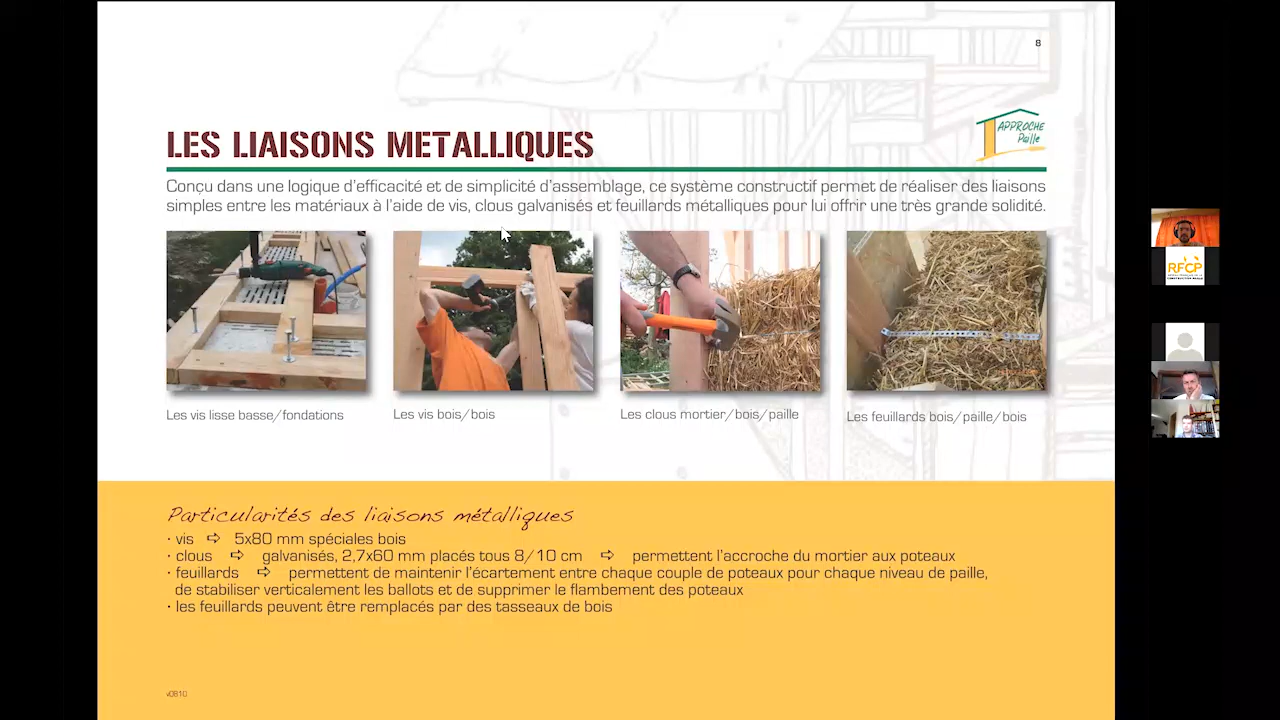 8
LES LIAISONS METALLIQUES
APPROCHE
Paille
Conçu dans une logique d'efficacité et de simplicité d'assemblage, ce système constructif permet de réaliser des liaisons
simples entre les matériaux à l'aide de vis, clous galvanisés et feuillards métalliques pour lui offrir une très grande solidité.
Les vis lisse basse/fondations
Les vis bois/bois
Les clous mortier/bois/paille
Les feuillards bois/paille/bois
Particularités des liaisons métalliques
• vis ➪ 5x80 mm spéciales bois
• clous ➪ galvanisés, 2,7x60 mm placés tous 8/10 cm ➪ permettent l'accroche du mortier aux poteaux
• feuillards ➪ permettent de maintenir l'écartement entre chaque couple de poteaux pour chaque niveau de paille,
de stabiliser verticalement les ballots et de supprimer le flambement des poteaux
• les feuillards peuvent être remplacés par des tasseaux de bois
v0810
RFCP